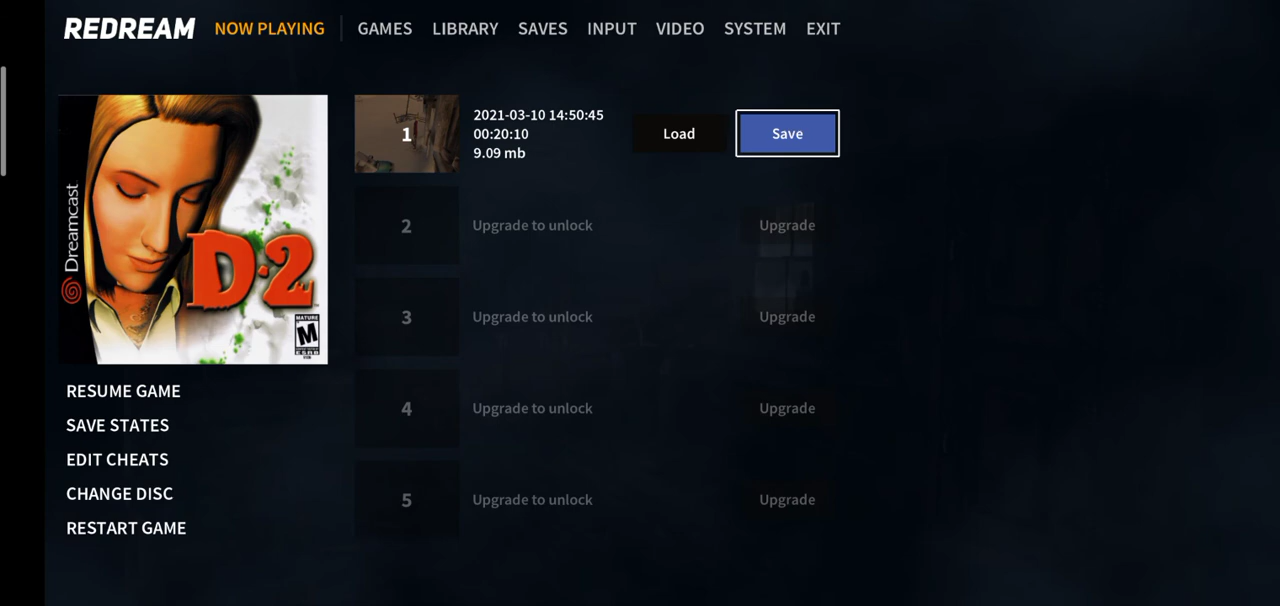 REDREAM NOW PLAYING GAMES LIBRARY SAVES INPUT VIDEO SYSTEM EXIT
Dreamcast
D2
MATURE
M
ESRB
1
2021-03-10 14:50:45
00:20:10
9.09 mb
Load
Save
2 Upgrade to unlock Upgrade
3 Upgrade to unlock Upgrade
4 Upgrade to unlock Upgrade
5 Upgrade to unlock Upgrade
RESUME GAME
SAVE STATES
EDIT CHEATS
CHANGE DISC
RESTART GAME